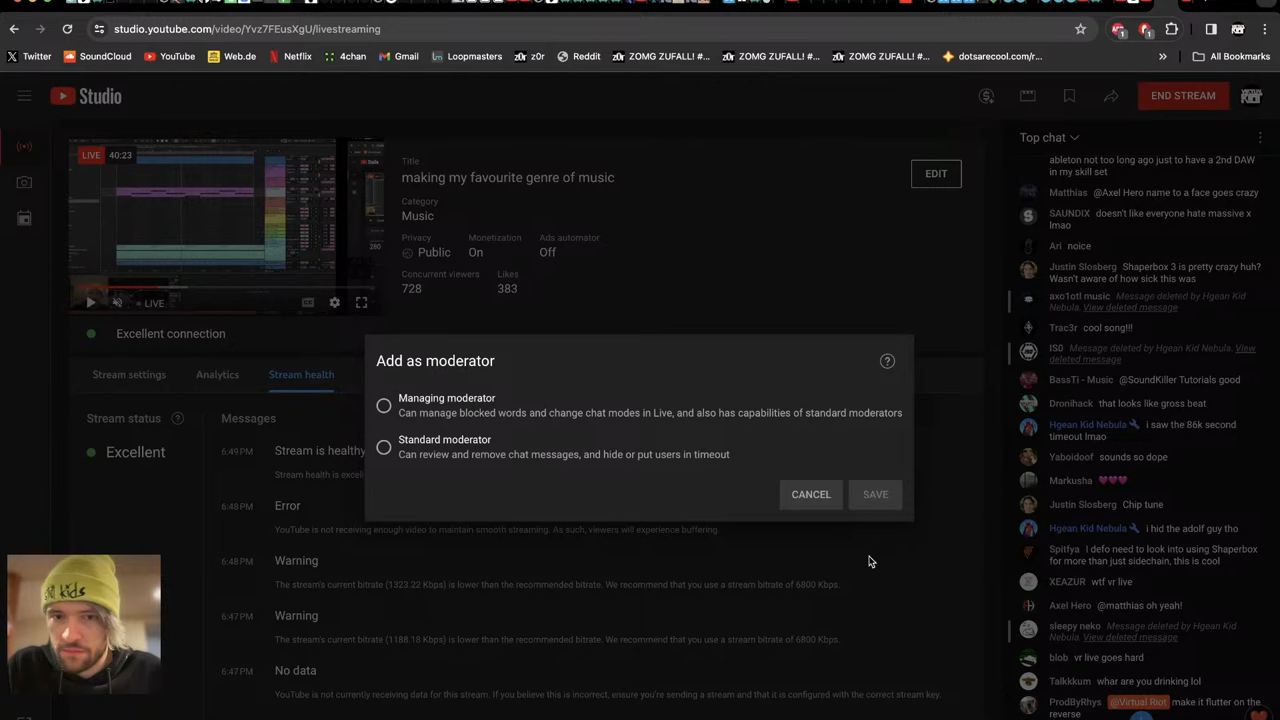 studio.youtube.com/video/Yvz7FEusXgU/livestreaming
Twitter
SoundCloud
YouTube
Web.de
Netflix
4chan
Gmail
Loopmasters
z0r
Reddit
ZOMG ZUFALL! #...
ZOMG ZUFALL! #...
ZOMG ZUFALL! #...
dotsarecool.com/r...
»
All Bookmarks
Studio
END STREAM
LIVE 40:23
LIVE
Title
making my favourite genre of music
EDIT
Category
Music
Privacy Monetization Ads automator
Public On Off
Concurrent viewers Likes
728 383
Excellent connection
Stream settings Analytics Stream health
Stream status
Excellent
Messages
6:49 PM Stream is healthy
Stream health is excel
6:48 PM Error
YouTube is not receiving enough video to maintain smooth streaming. As such, viewers will experience buffering.
6:48 PM Warning
The stream's current bitrate (1323.22 Kbps) is lower than the recommended bitrate. We recommend that you use a stream bitrate of 6800 Kbps.
6:47 PM Warning
The stream's current bitrate (1188.18 Kbps) is lower than the recommended bitrate. We recommend that you use a stream bitrate of 6800 Kbps.
6:47 PM No data
YouTube is not currently receiving data for this stream. If you believe this is incorrect, ensure you're sending a stream and that it is configured with the correct stream key.
Add as moderator
Managing moderator
Can manage blocked words and change chat modes in Live, and also has capabilities of standard moderators
Standard moderator
Can review and remove chat messages, and hide or put users in timeout
CANCEL SAVE
Top chat
ableton not too long ago just to have a 2nd DAW
in my skill set
Matthias @Axel Hero name to a face goes crazy
SAUNDIX doesn't like everyone hate massive x
lmao
Ari noice
Justin Slosberg Shaperbox 3 is pretty crazy huh?
Wasn't aware of how sick this was
axo1otl music Message deleted by Hgean Kid
Nebula. View deleted message
Trac3r cool song!!!
IS0 Message deleted by Hgean Kid Nebula. View
deleted message
BassTi - Music @SoundKiller Tutorials good
Dronihack that looks like gross beat
Hgean Kid Nebula i saw the 86k second
timeout lmao
Yaboidoof sounds so dope
Markusha
Justin Slosberg Chip tune
Hgean Kid Nebula i hid the adolf guy tho
Spitfya I defo need to look into using Shaperbox
for more than just sidechain, this is cool
XEAZUR wtf vr live
Axel Hero @matthias oh yeah!
sleepy neko Message deleted by Hgean Kid
Nebula. View deleted message
blob vr live goes hard
Talkkkum what are you drinking lol
ProdByRhys @Virtual Riot make it flutter on the
reverse